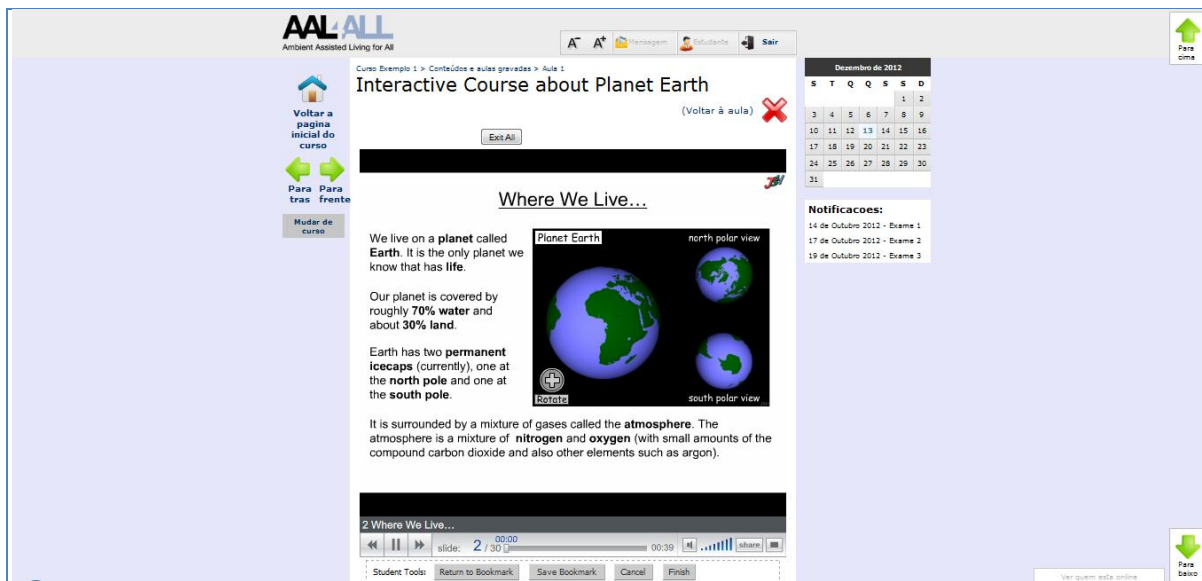 AAL4ALL
Ambient Assisted Living for All
A- A+ Mensagem Estudante Sair
Para
cima
Voltar a
pagina
inicial do
curso
Para Para
tras frente
Mudar de
curso
Curso Exemplo 1 > Conteúdos e aulas gravadas > Aula 1
Interactive Course about Planet Earth
(Voltar à aula)
Exit All
Where We Live...
We live on a planet called
Earth. It is the only planet we
know that has life.
Our planet is covered by
roughly 70% water and
about 30% land.
Earth has two permanent
icecaps (currently), one at
the north pole and one at
the south pole.
Planet Earth
north polar view
Rotate
south polar view
It is surrounded by a mixture of gases called the atmosphere. The
atmosphere is a mixture of nitrogen and oxygen (with small amounts of the
compound carbon dioxide and also other elements such as argon).
2 Where We Live...
slide: 2 / 30 00:00 00:39 share
Student Tools: Return to Bookmark Save Bookmark Cancel Finish
Dezembro de 2012
S T Q Q S S D
1 2
3 4 5 6 7 8 9
10 11 12 13 14 15 16
17 18 19 20 21 22 23
24 25 26 27 28 29 30
31
Notificacoes:
14 de Outubro 2012 - Exame 1
17 de Outubro 2012 - Exame 2
19 de Outubro 2012 - Exame 3
Para
baixo
Ver quem esta online